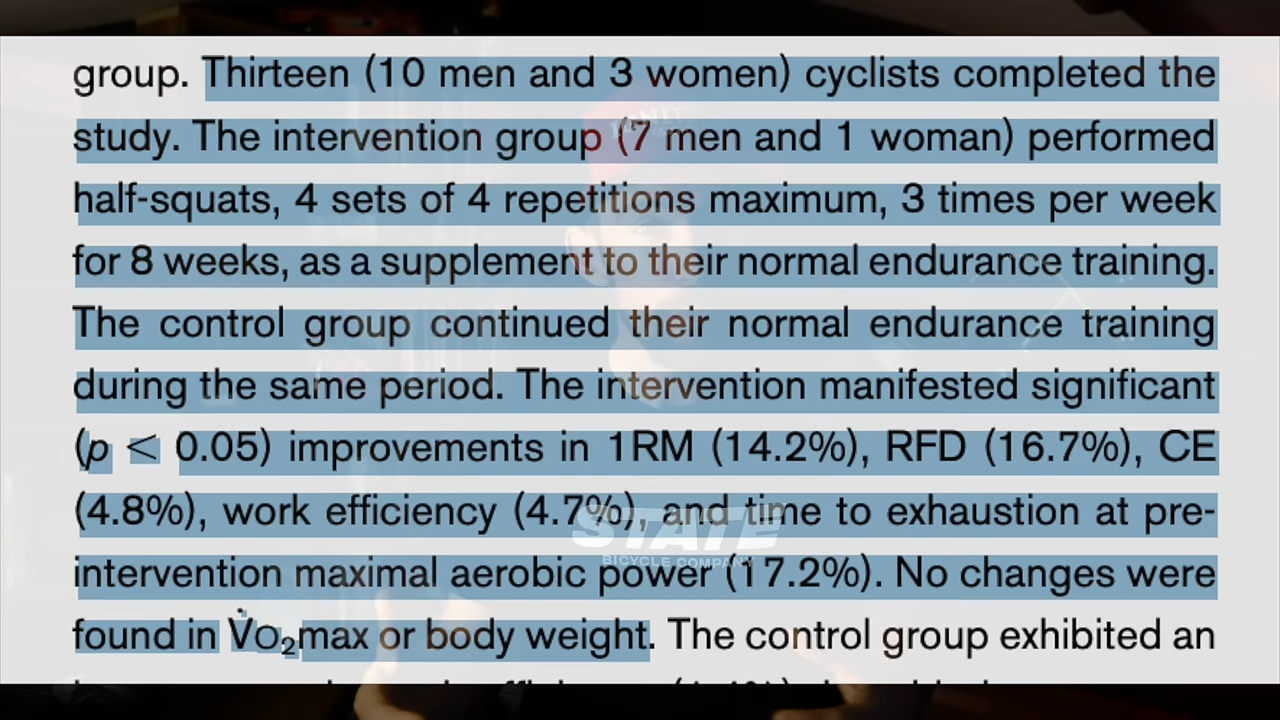 group. Thirteen (10 men and 3 women) cyclists completed the
study. The intervention group (7 men and 1 woman) performed
half-squats, 4 sets of 4 repetitions maximum, 3 times per week
for 8 weeks, as a supplement to their normal endurance training.
The control group continued their normal endurance training
during the same period. The intervention manifested significant
(p < 0.05) improvements in 1RM (14.2%), RFD (16.7%), CE
(4.8%), work efficiency (4.7%), and time to exhaustion at pre-
intervention maximal aerobic power (17.2%). No changes were
found in V̇O₂max or body weight. The control group exhibited an
STATE
BICYCLE COMPANY